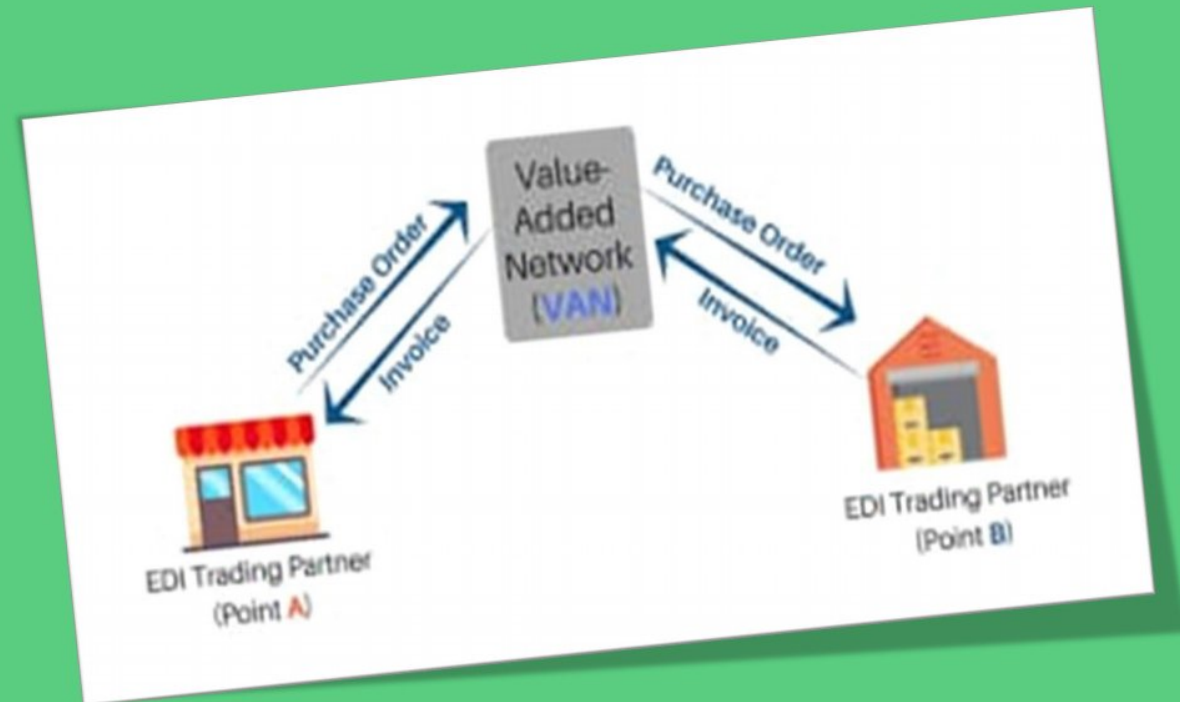 Value-
Added
Network
(VAN)
Purchase Order
Invoice
Purchase Order
Invoice
EDI Trading Partner
(Point A)
EDI Trading Partner
(Point B)